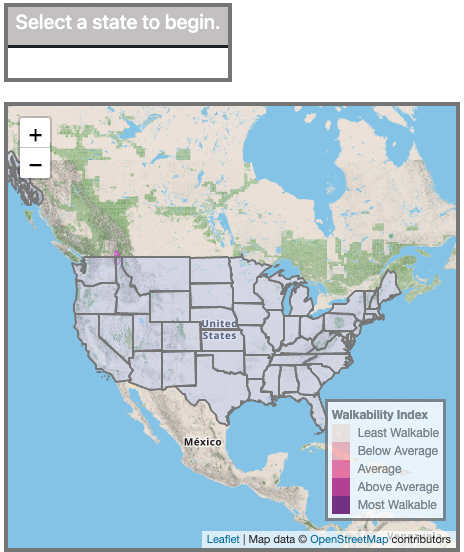 Select a state to begin.
+
−
United
States
México
Walkability Index
Least Walkable
Below Average
Average
Above Average
Most Walkable
Leaflet | Map data © OpenStreetMap contributors